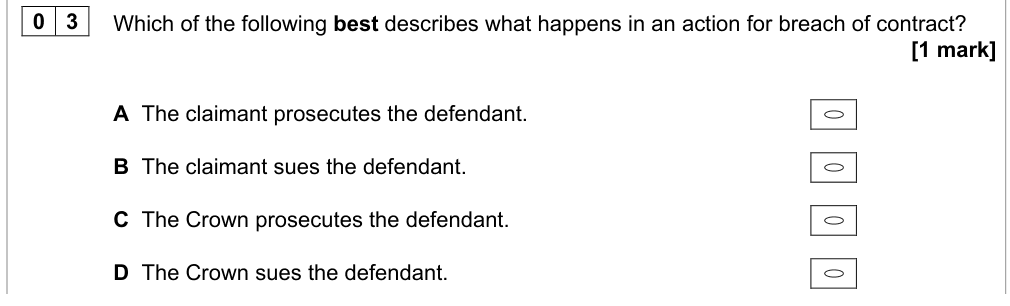 0 3 Which of the following best describes what happens in an action for breach of contract?
[1 mark]
A The claimant prosecutes the defendant.
B The claimant sues the defendant.
C The Crown prosecutes the defendant.
D The Crown sues the defendant.